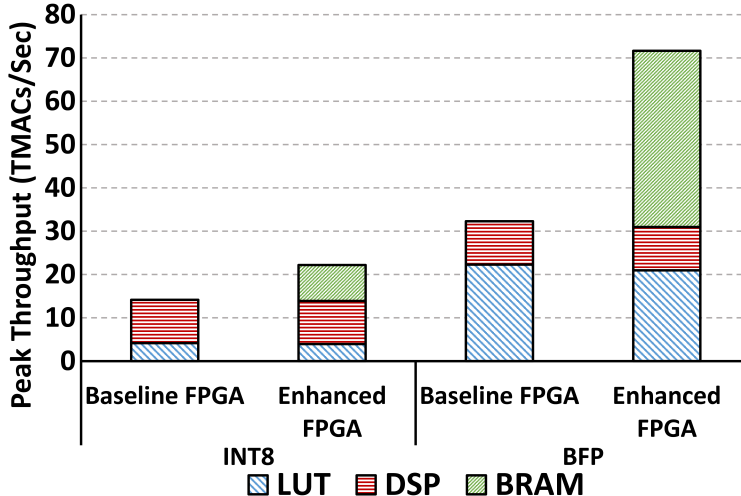 Peak Throughput (TMACs/Sec)
80
70
60
50
40
30
20
10
0
Baseline FPGA
Enhanced
FPGA
Baseline FPGA
Enhanced
FPGA
INT8
BFP
LUT DSP BRAM